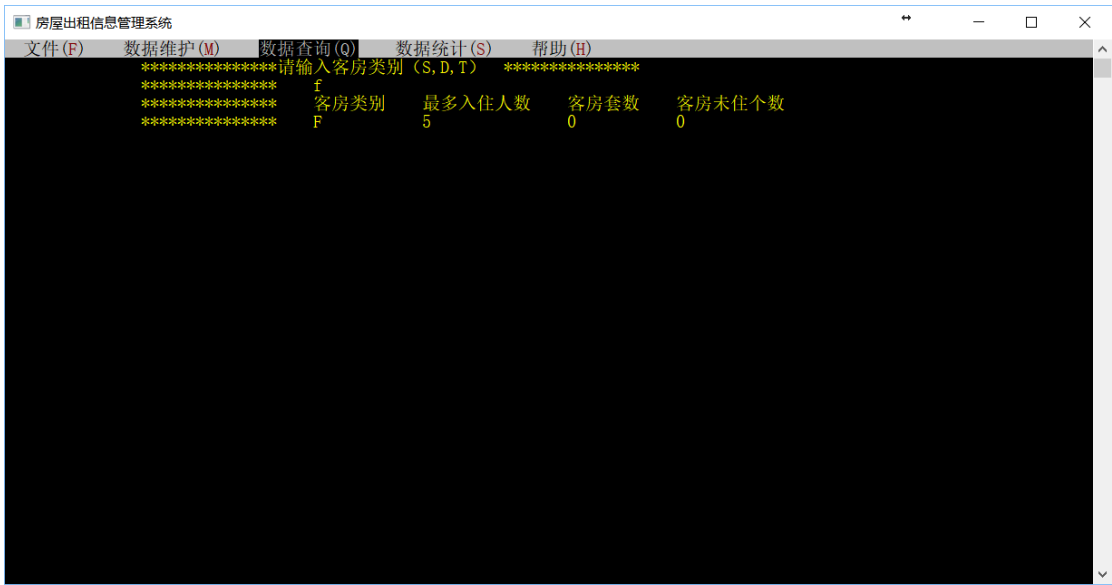 房屋出租信息管理系统
文件(F) 数据维护(M) 数据查询(Q) 数据统计(S) 帮助(H)
***************请输入客房类别（S,D,T） ***************
*************** f
*************** 客房类别 最多入住人数 客房套数 客房未住个数
*************** F 5 0 0